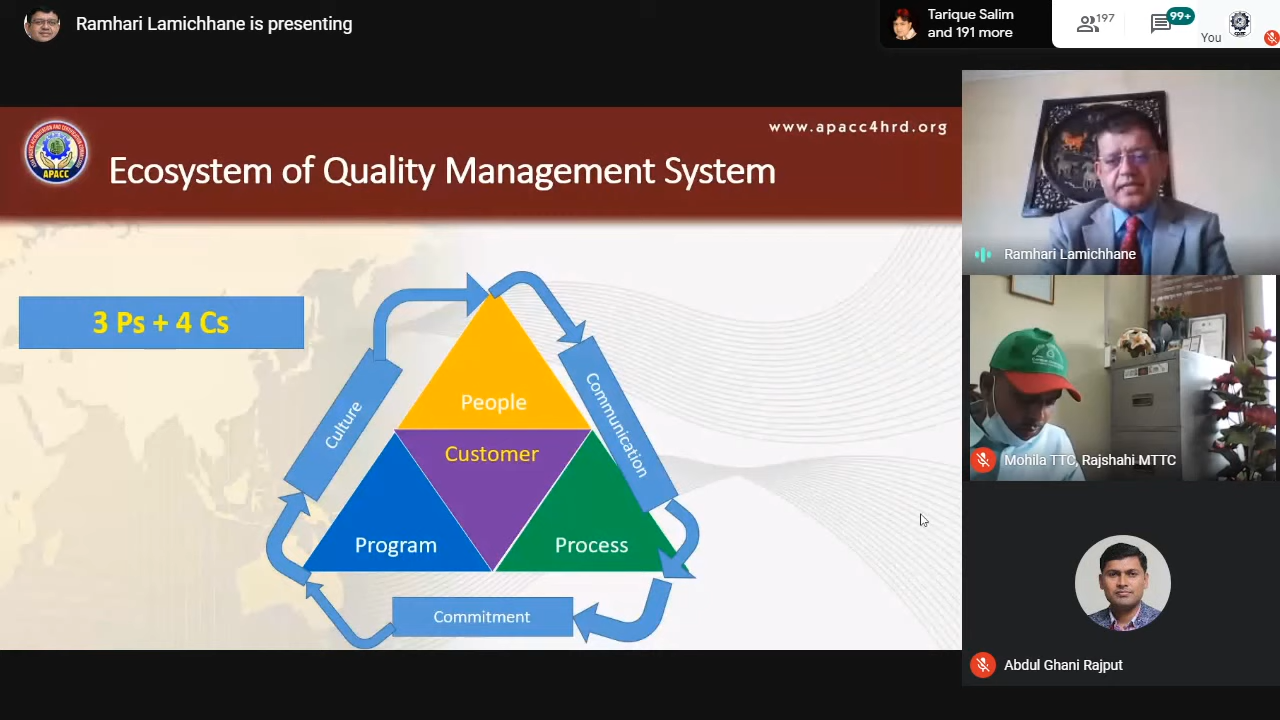 Ramhari Lamichhane is presenting
Tarique Salim
and 191 more
197
99+
You
www.apacc4hrd.org
APACC
Ecosystem of Quality Management System
3 Ps + 4 Cs
People
Customer
Program
Process
Culture
Communication
Commitment
Ramhari Lamichhane
Mohila TTC, Rajshahi MTTC
Abdul Ghani Rajput